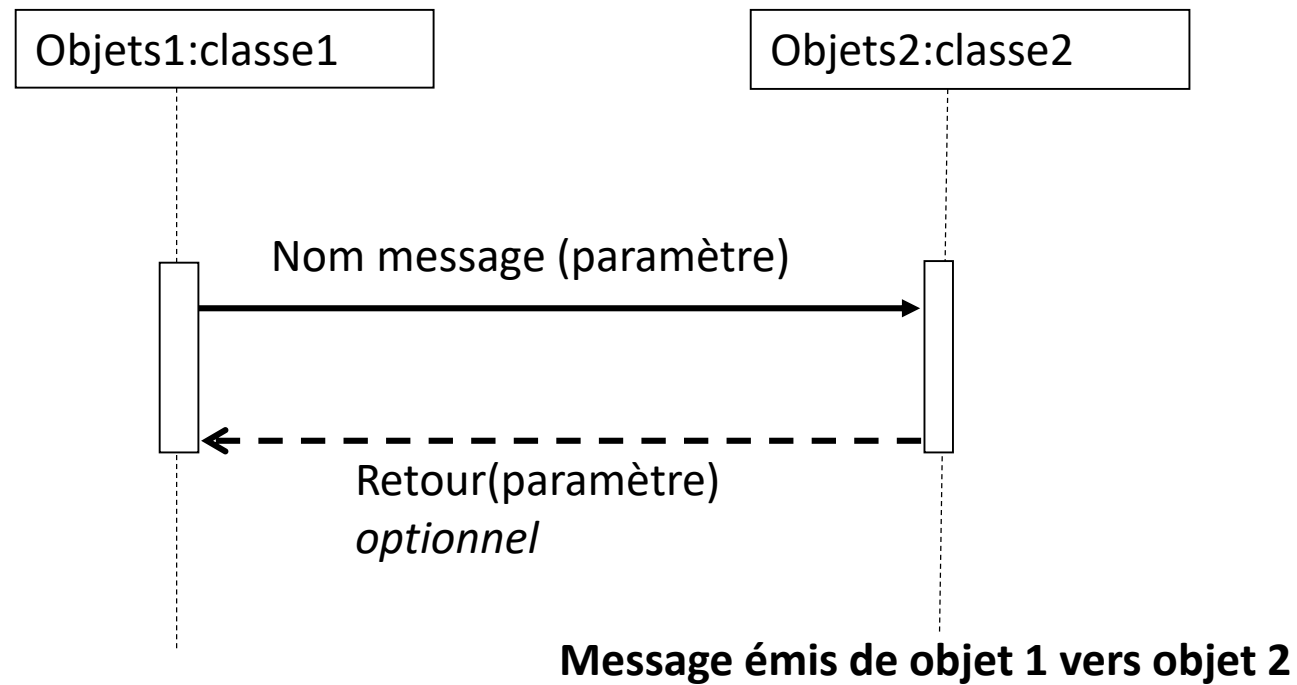 Objets1:classe1
Objets2:classe2
Nom message (paramètre)
Retour(paramètre)
optionnel
Message émis de objet 1 vers objet 2